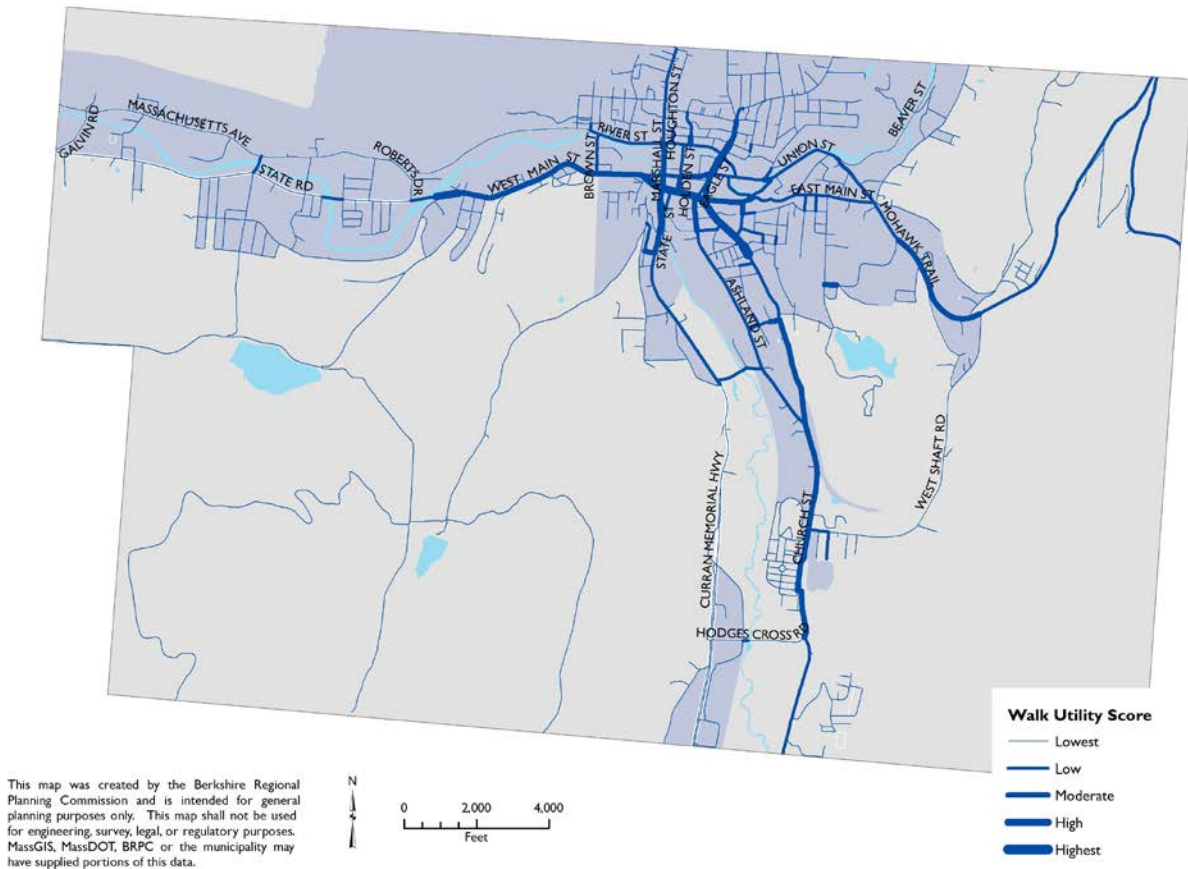 HOUGHTON ST
BEAVER ST
MASSACHUSETTS AVE
GALVIN RD
RIVER ST
MARSHALL ST
HOLDEN ST
EAGLE ST
UNION ST
ROBERTS DR
STATE RD
WEST MAIN ST
BROWN ST
EAST MAIN ST
MOHAWK TRAIL
STATE ST
ASHLAND ST
WEST SHAFT RD
CURRAN MEMORIAL HWY
CHURCH ST
HODGES CROSS RD
Walk Utility Score
Lowest
Low
Moderate
High
Highest
This map was created by the Berkshire Regional
Planning Commission and is intended for general
planning purposes only. This map shall not be used
for engineering, survey, legal, or regulatory purposes.
MassGIS, MassDOT, BRPC or the municipality may
have supplied portions of this data.
N
0 2,000 4,000
Feet